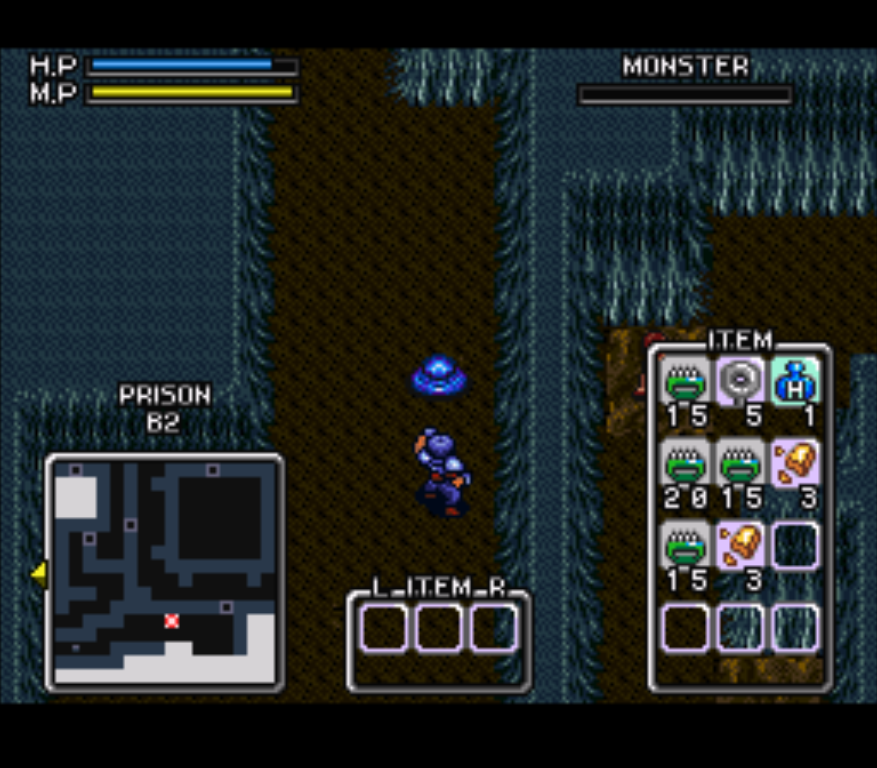 H.P
M.P
MONSTER
PRISON
B2
ITEM
15 5 1
H
20 15 3
15 3
L ITEM R